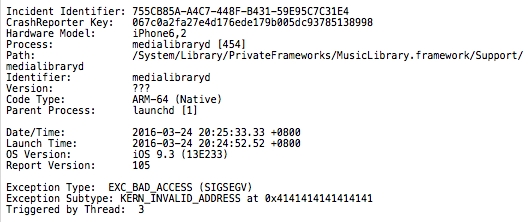 Incident Identifier: 755CB85A-A4C7-448F-B431-59E95C7C31E4
CrashReporter Key:   067c0a2fa27e4d176ede179b005dc93785138998
Hardware Model:      iPhone6,2
Process:             medialibraryd [454]
Path:                /System/Library/PrivateFrameworks/MusicLibrary.framework/Support/
medialibraryd
Identifier:          medialibraryd
Version:             ???
Code Type:           ARM-64 (Native)
Parent Process:      launchd [1]

Date/Time:           2016-03-24 20:25:33.33 +0800
Launch Time:         2016-03-24 20:24:52.52 +0800
OS Version:          iOS 9.3 (13E233)
Report Version:      105

Exception Type:  EXC_BAD_ACCESS (SIGSEGV)
Exception Subtype: KERN_INVALID_ADDRESS at 0x4141414141414141
Triggered by Thread:  3